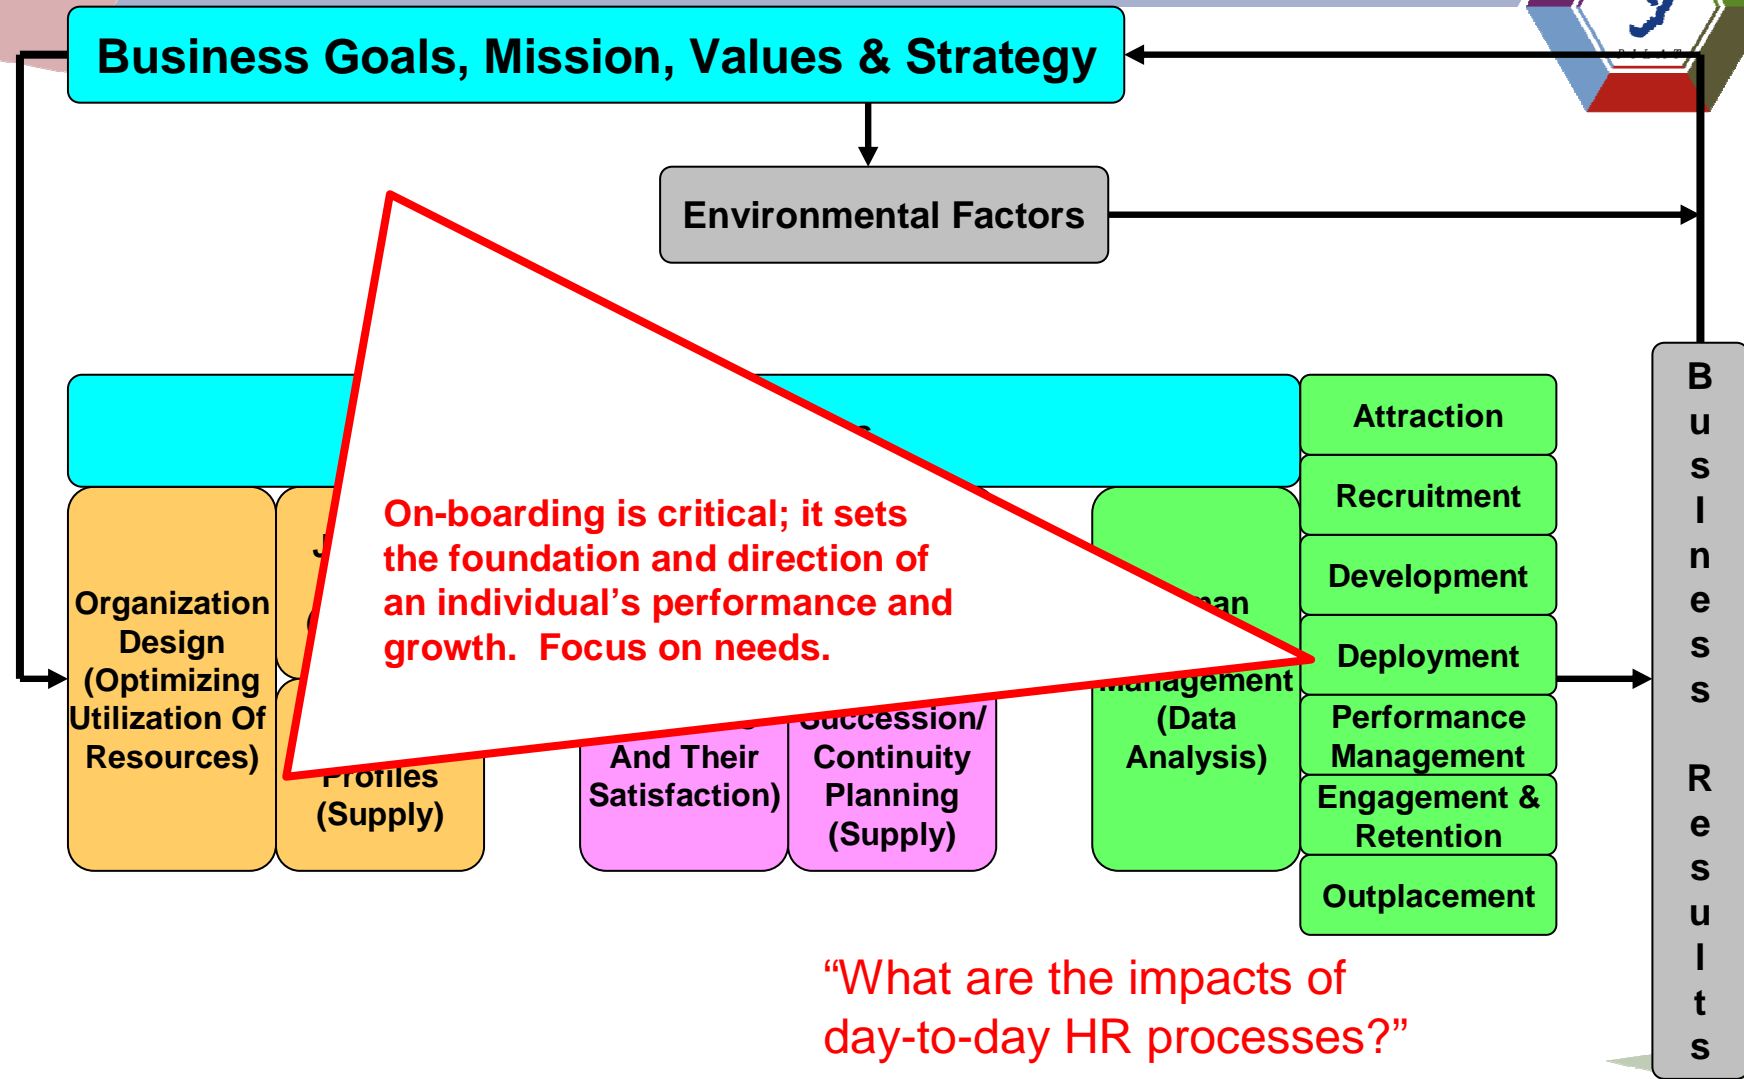 Business Goals, Mission, Values & Strategy
PILAT
Environmental Factors
Attraction
Recruitment
Development
Deployment
Performance
Management
Engagement &
Retention
Outplacement
On-boarding is critical; it sets
the foundation and direction of
an individual’s performance and
growth.  Focus on needs.
Organization
Design
(Optimizing
Utilization Of
Resources)
Profiles
(Supply)
And Their
Satisfaction)
Succession/
Continuity
Planning
(Supply)
Management
(Data
Analysis)
B
u
s
I
n
e
s
s
R
e
s
u
l
t
s
“What are the impacts of
day-to-day HR processes?”